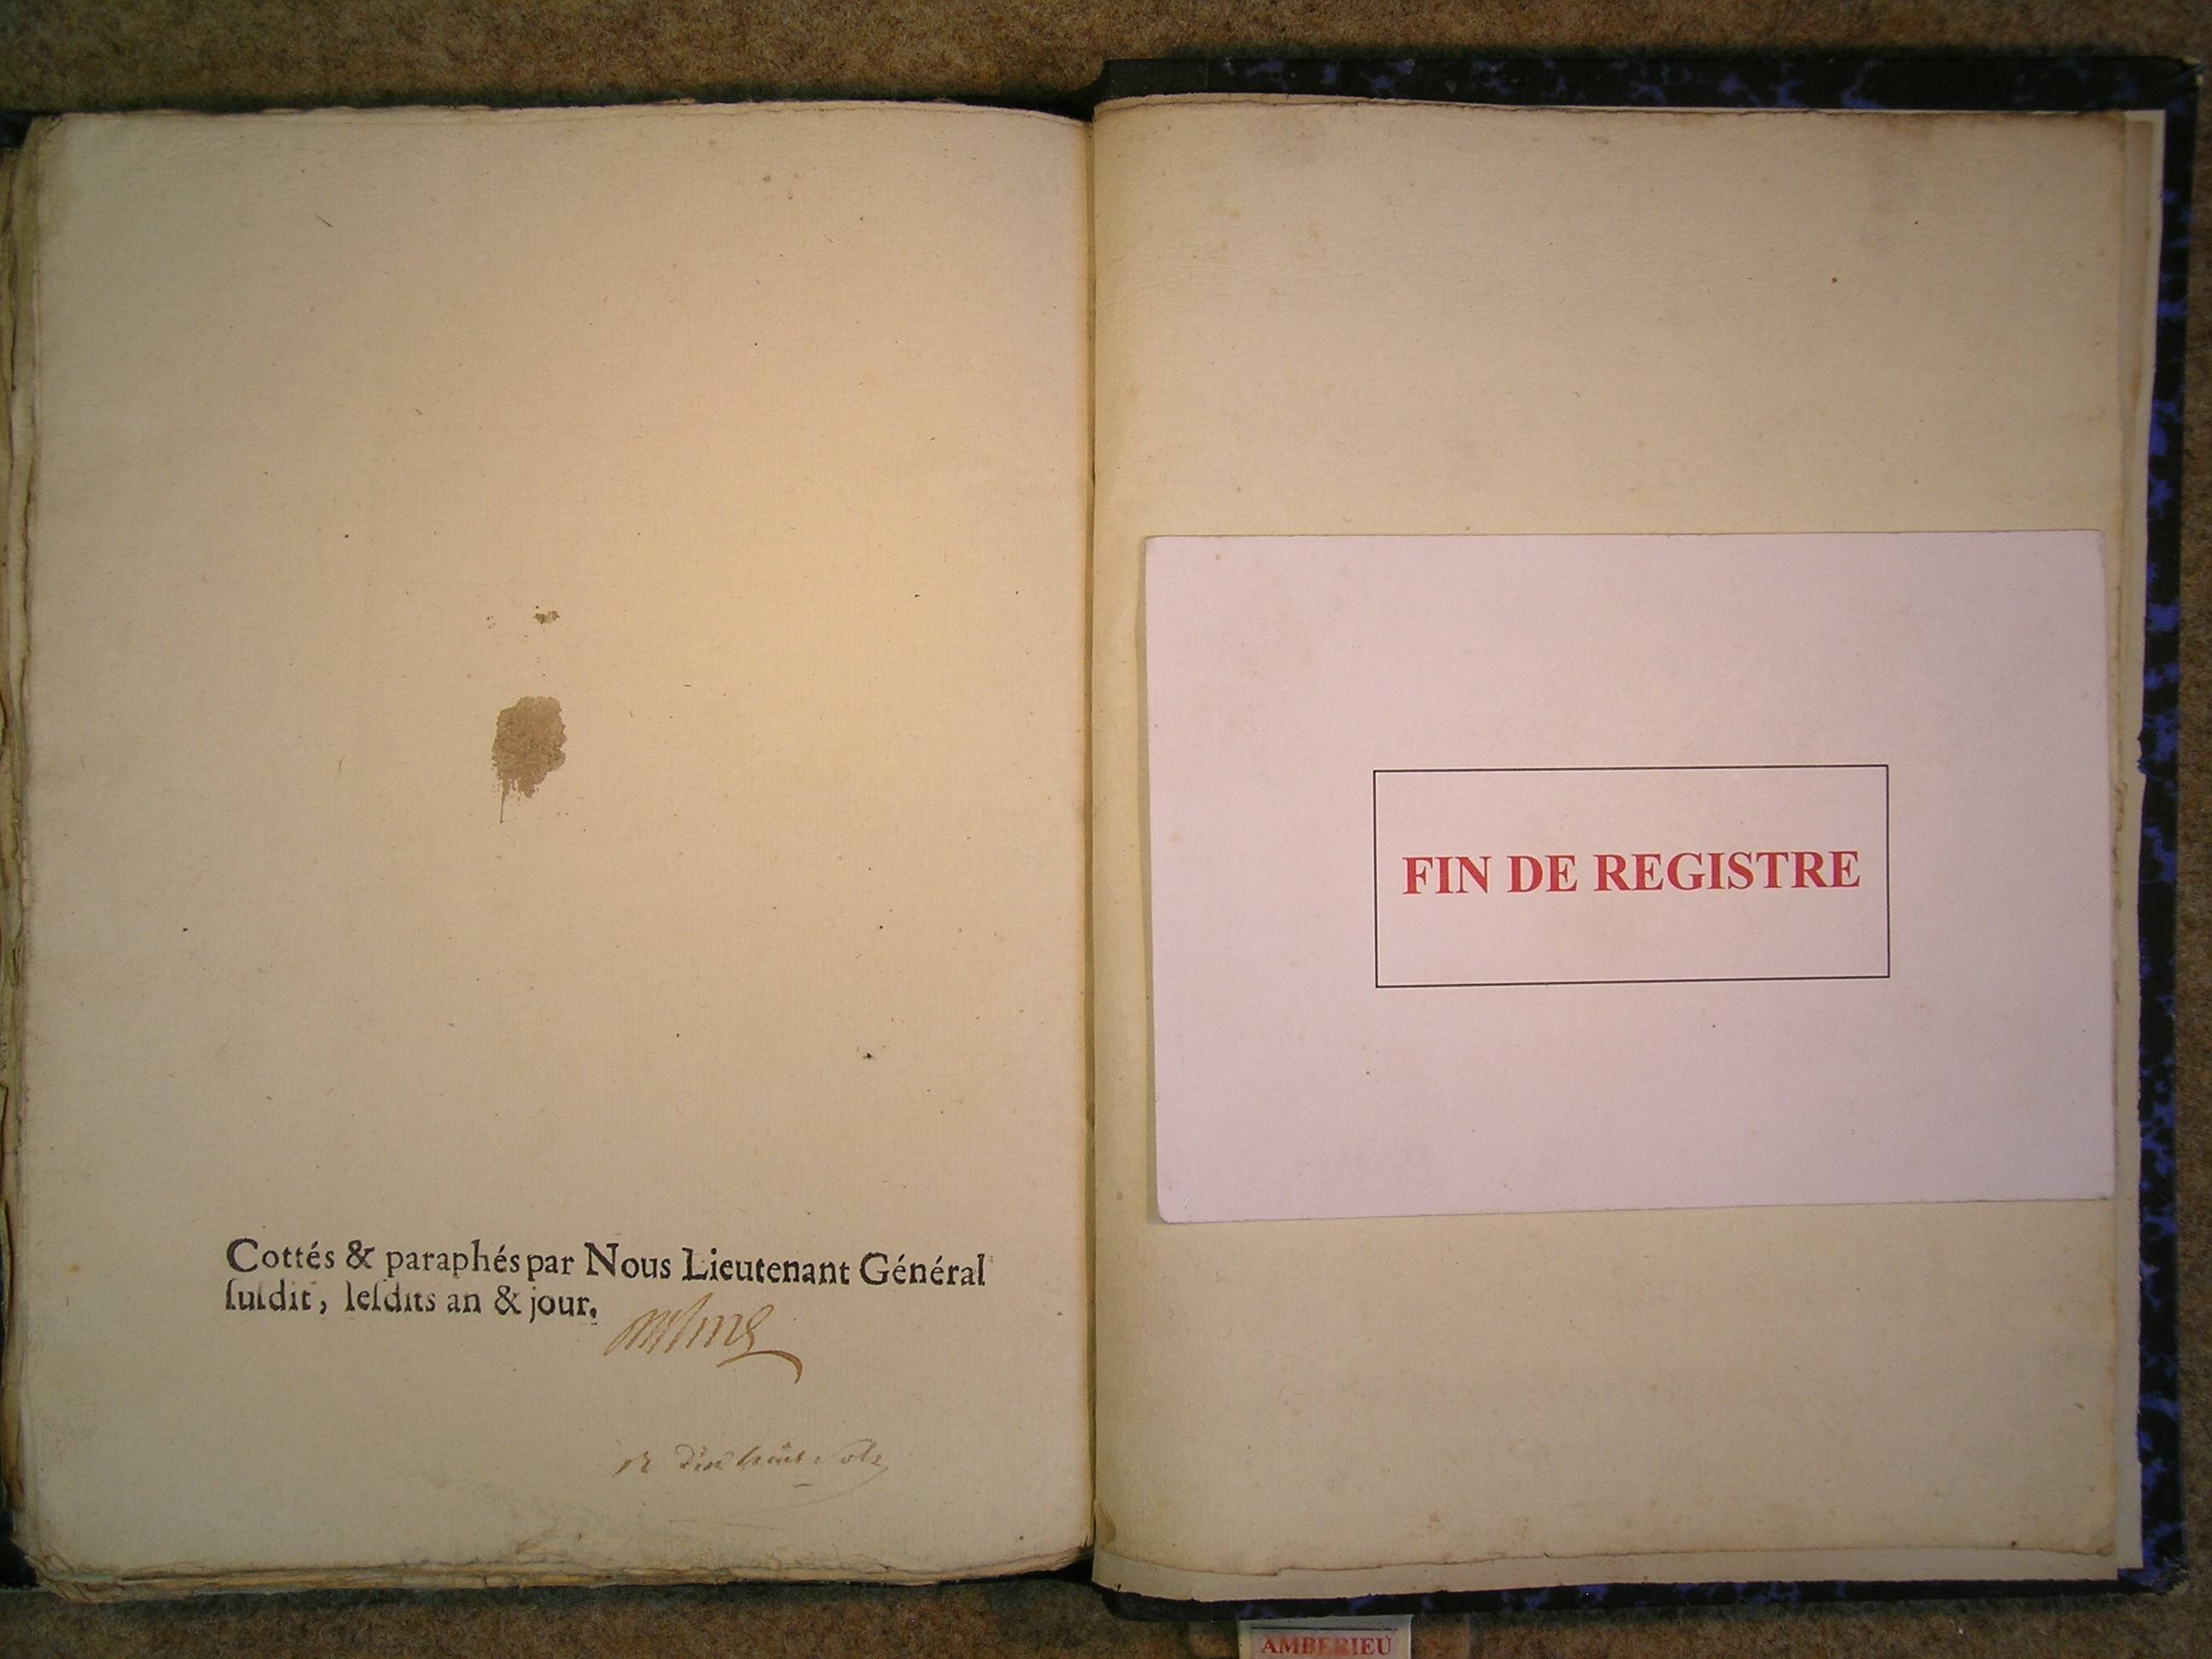 Cottés & paraphés par Nous Lieutenant Général
ſuſdit, leſdits an & jour.
FIN DE REGISTRE
AMBERIEU